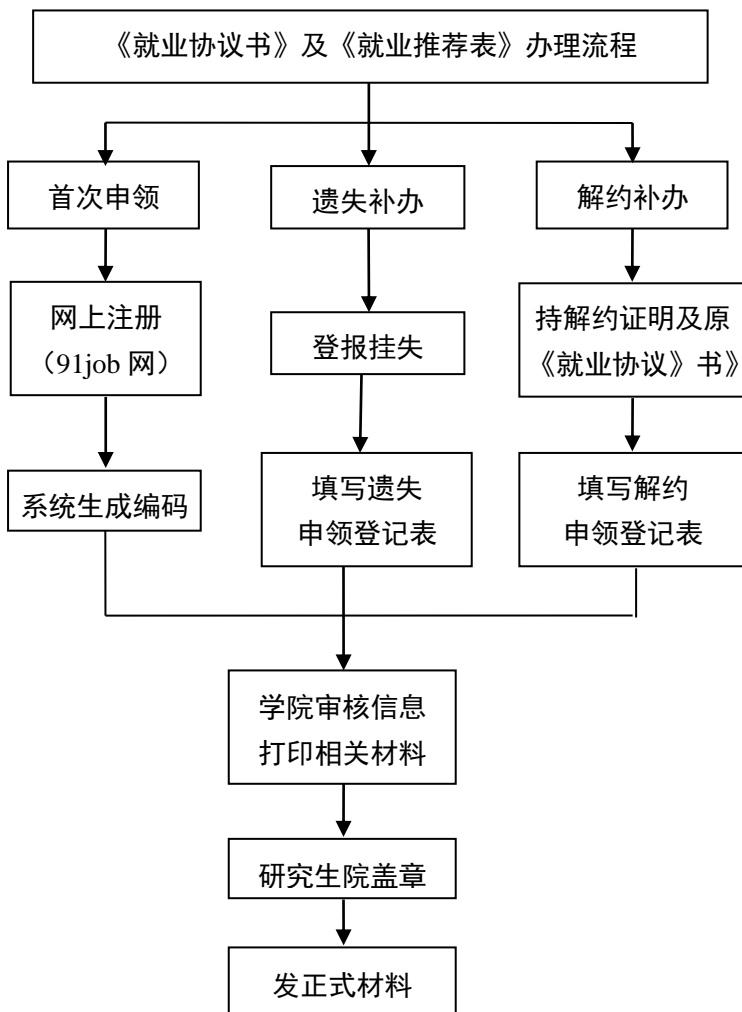 《就业协议书》及《就业推荐表》办理流程
首次申领
遗失补办
解约补办
网上注册
（91job 网）
登报挂失
持解约证明及原
《就业协议》书》
系统生成编码
填写遗失
申领登记表
填写解约
申领登记表
学院审核信息
打印相关材料
研究生院盖章
发正式材料